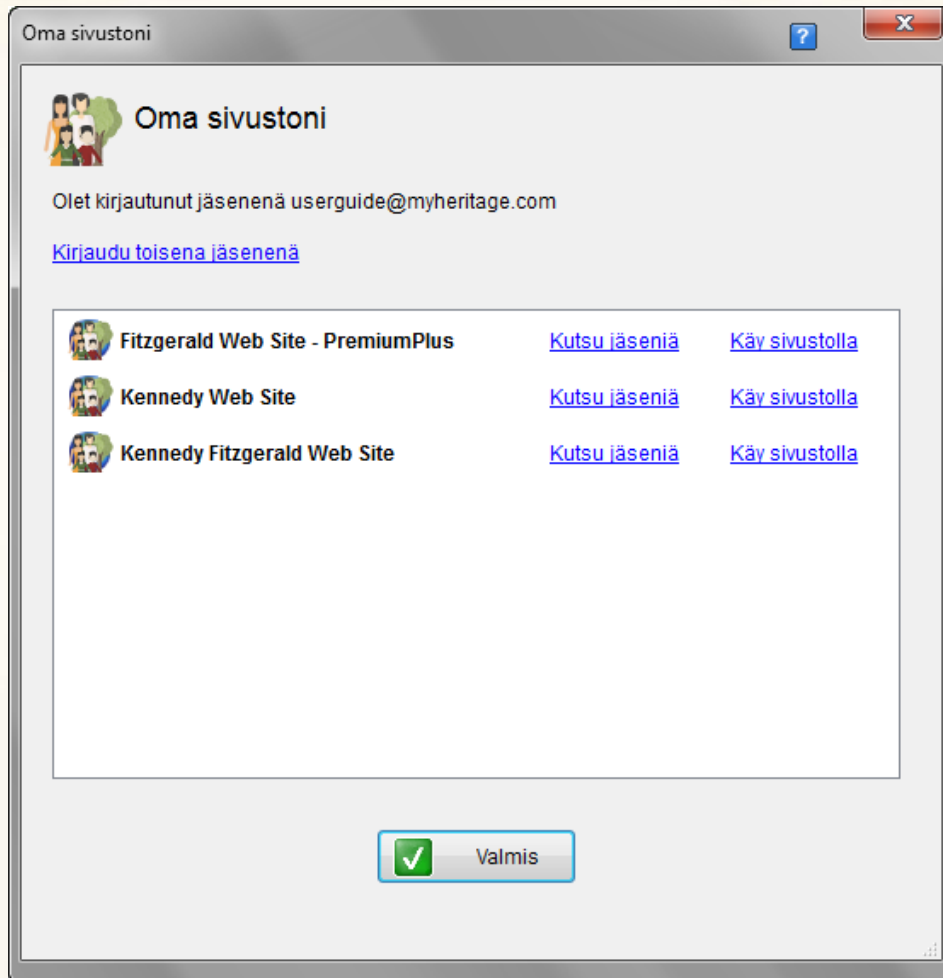 Oma sivustoni
Oma sivustoni
Olet kirjautunut jäsenenä userguide@myheritage.com
Kirjaudu toisena jäsenenä
Fitzgerald Web Site - PremiumPlus Kutsu jäseniä Käy sivustolla
Kennedy Web Site Kutsu jäseniä Käy sivustolla
Kennedy Fitzgerald Web Site Kutsu jäseniä Käy sivustolla
Valmis